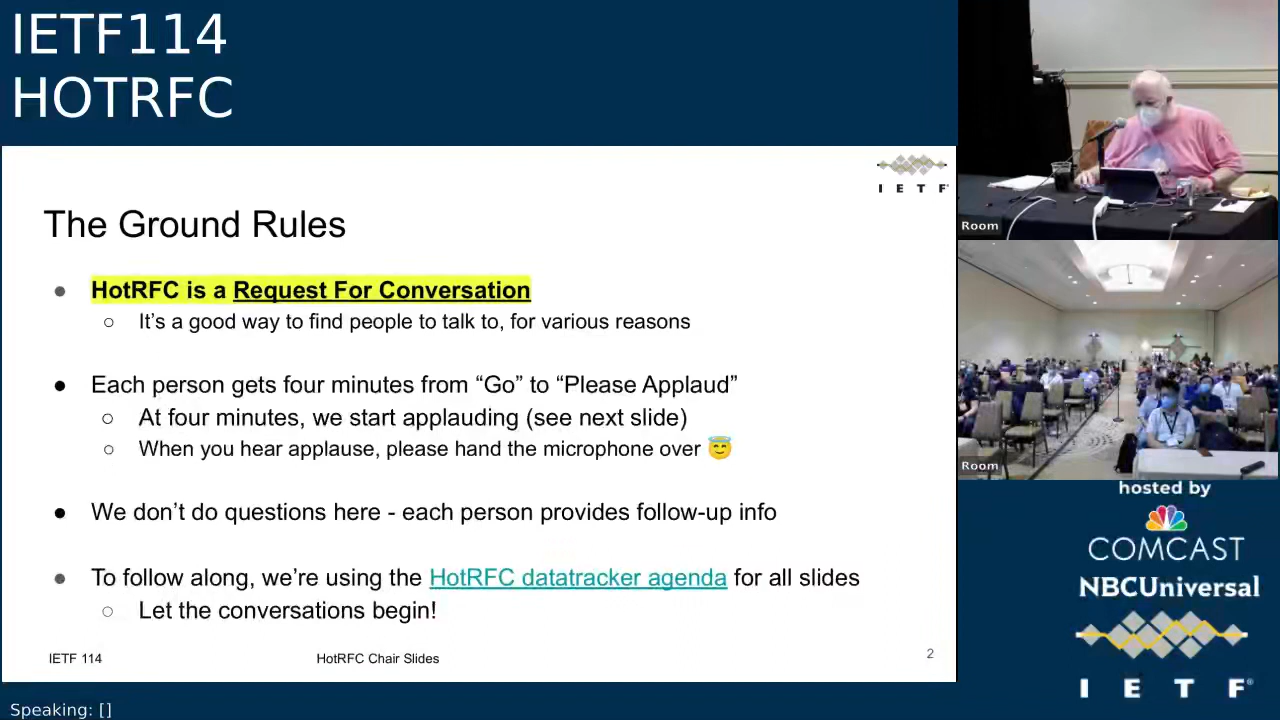 IETF114
HOTRFC
I E T F
The Ground Rules
● HotRFC is a Request For Conversation
○ It’s a good way to find people to talk to, for various reasons
● Each person gets four minutes from “Go” to “Please Applaud”
○ At four minutes, we start applauding (see next slide)
○ When you hear applause, please hand the microphone over 😇
● We don’t do questions here - each person provides follow-up info
● To follow along, we’re using the HotRFC datatracker agenda for all slides
○ Let the conversations begin!
IETF 114
HotRFC Chair Slides
2
Speaking: []
Room
Room
hosted by
COMCAST
NBCUniversal
I E T F®